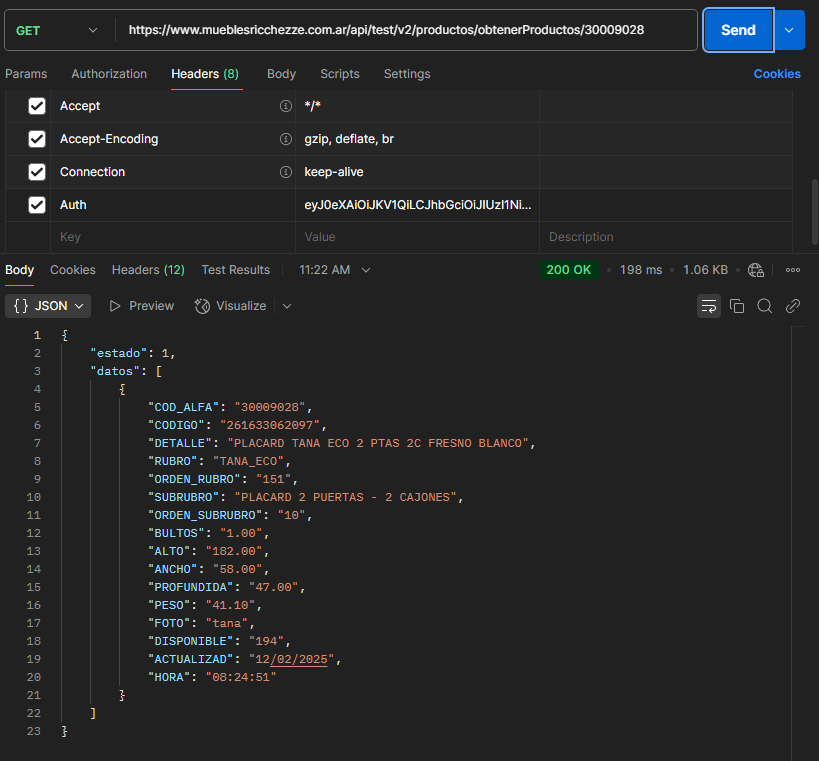 GET https://www.mueblesricchezze.com.ar/api/test/v2/productos/obtenerProductos/30009028 Send
Params Authorization Headers (8) Body Scripts Settings Cookies
Accept */*
Accept-Encoding gzip, deflate, br
Connection keep-alive
Auth eyJ0eXAiOiJKV1QiLCJhbGciOiJIUzI1Ni...
Key Value Description
Body Cookies Headers (12) Test Results 11:22 AM 200 OK • 198 ms • 1.06 KB •
{} JSON Preview Visualize
1 {
2 "estado": 1,
3 "datos": [
4 {
5 "COD_ALFA": "30009028",
6 "CODIGO": "261633062097",
7 "DETALLE": "PLACARD TANA ECO 2 PTAS 2C FRESNO BLANCO",
8 "RUBRO": "TANA_ECO",
9 "ORDEN_RUBRO": "151",
10 "SUBRUBRO": "PLACARD 2 PUERTAS - 2 CAJONES",
11 "ORDEN_SUBRUBRO": "10",
12 "BULTOS": "1.00",
13 "ALTO": "182.00",
14 "ANCHO": "58.00",
15 "PROFUNDIDA": "47.00",
16 "PESO": "41.10",
17 "FOTO": "tana",
18 "DISPONIBLE": "194",
19 "ACTUALIZAD": "12/02/2025",
20 "HORA": "08:24:51"
21 }
22 ]
23 }